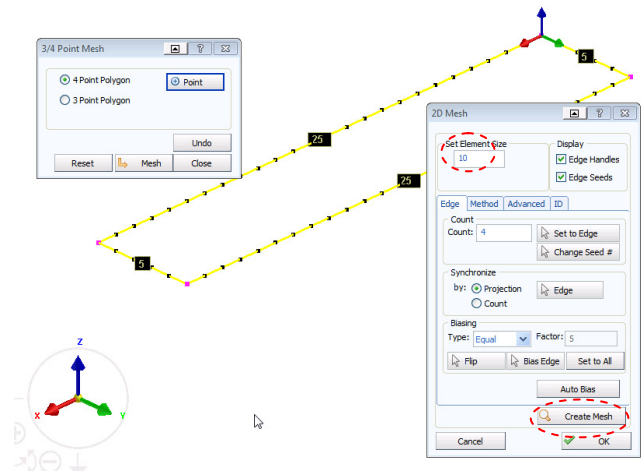 3/4 Point Mesh
4 Point Polygon
Point
3 Point Polygon
Undo
Reset
Mesh
Close
5
25
25
5
2D Mesh
Set Element Size
10
Display
Edge Handles
Edge Seeds
Edge Method Advanced ID
Count
Count: 4
Set to Edge
Change Seed #
Synchronize
by: Projection
Edge
Count
Biasing
Type: Equal
Factor: 5
Flip
Bias Edge
Set to All
Auto Bias
Create Mesh
Cancel
OK
Z
X
Y